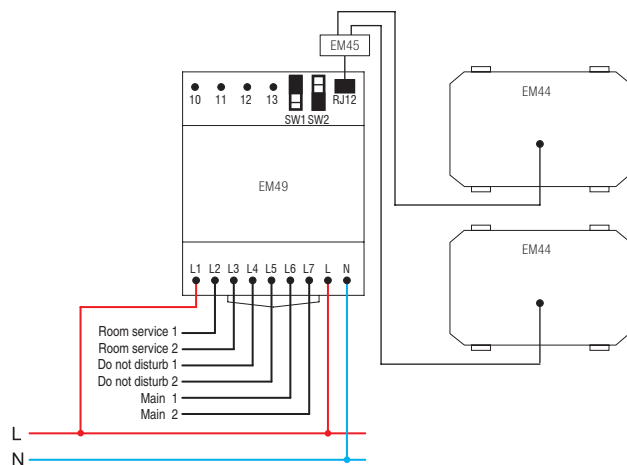 EM45
10 11 12 13 RJ12
SW1 SW2
EM44
EM49
EM44
L1 L2 L3 L4 L5 L6 L7 L N
Room service 1
Room service 2
Do not disturb 1
Do not disturb 2
Main 1
Main 2
L
N